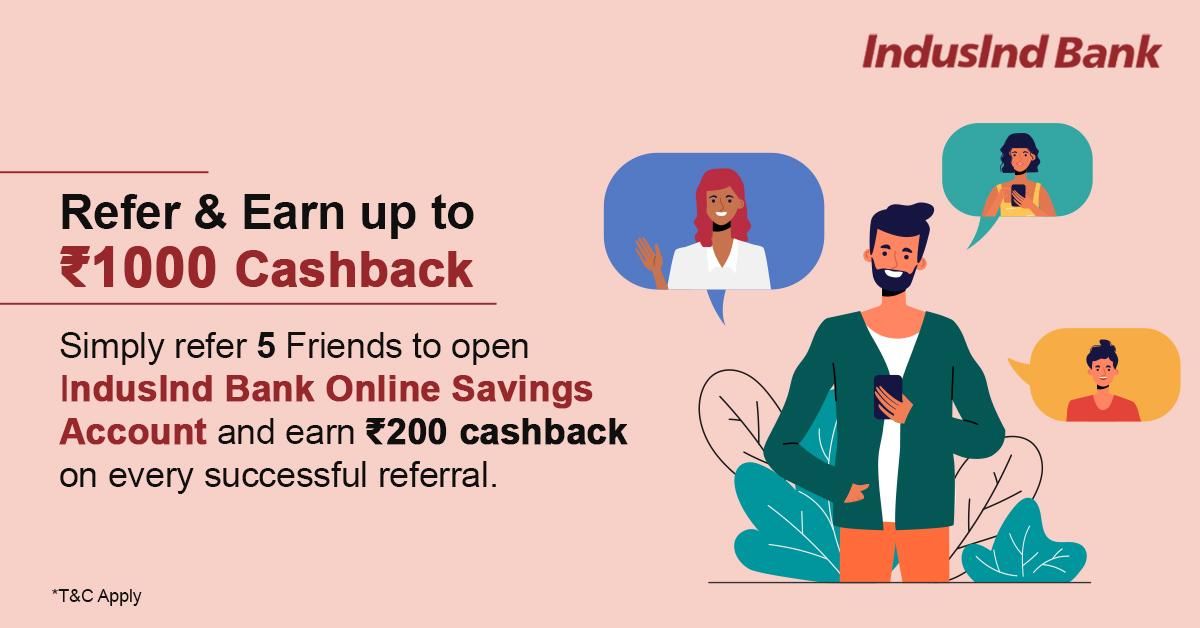 IndusInd Bank
Refer & Earn up to
₹1000 Cashback
Simply refer 5 Friends to open
IndusInd Bank Online Savings
Account and earn ₹200 cashback
on every successful referral.
*T&C Apply